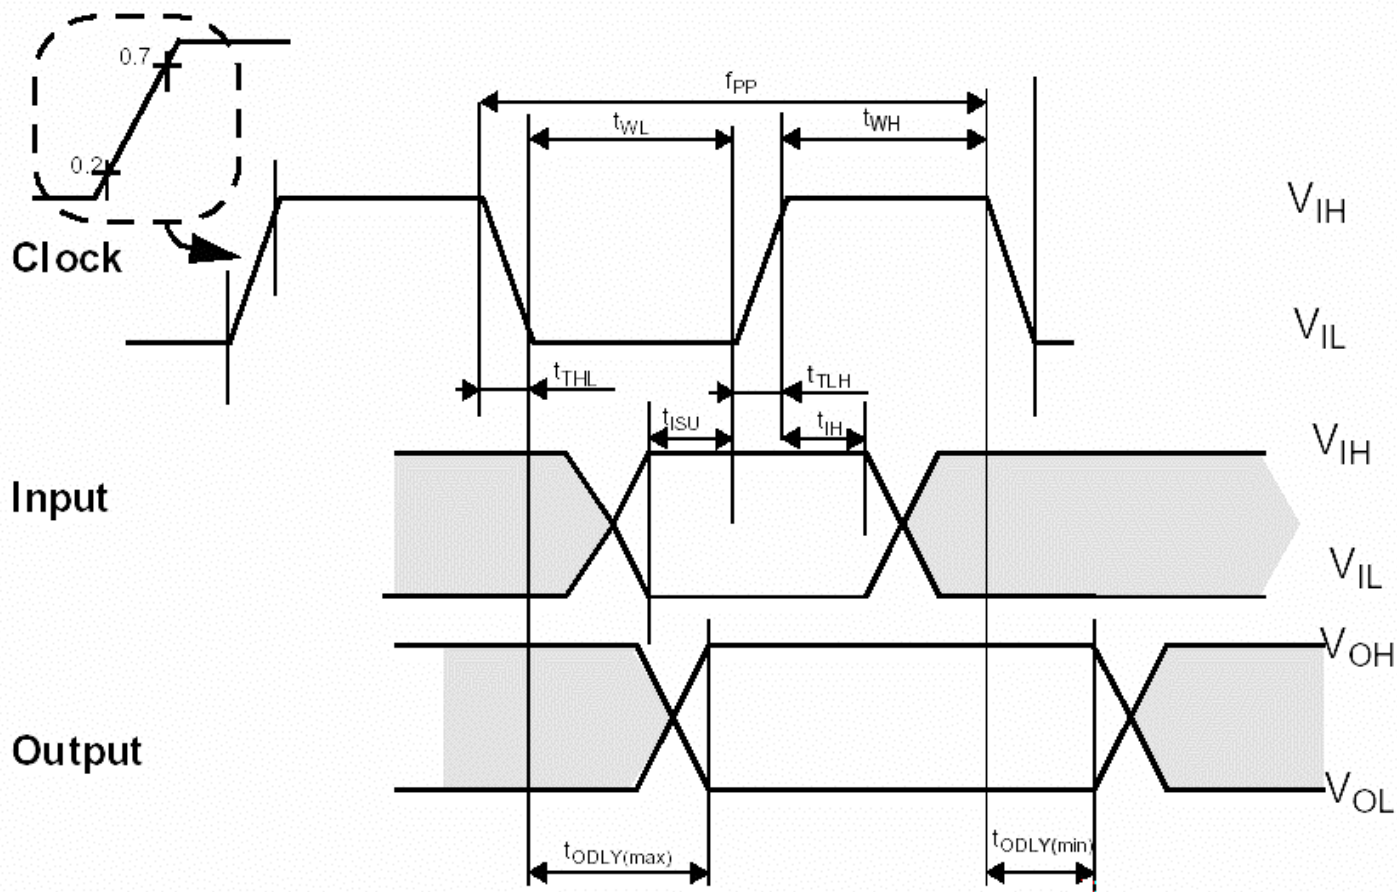 0.7
0.2
Clock
fPP
tWL
tWH
VIH
VIL
tTHL
tTLH
tISU
tIH
VIH
Input
VIL
VOH
Output
VOL
tODLY(max)
tODLY(min)